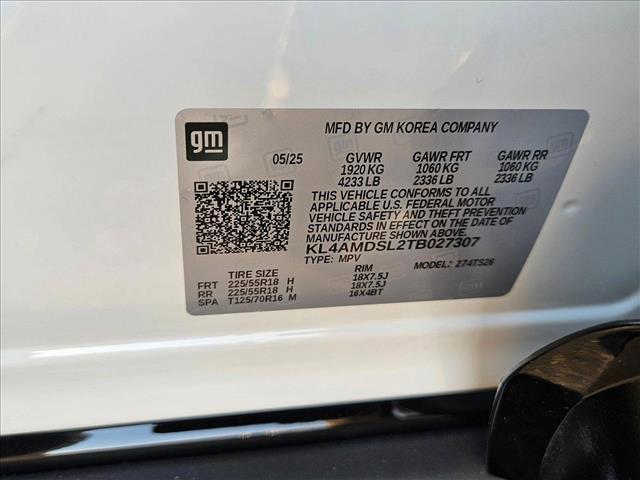 gm
MFD BY GM KOREA COMPANY
05/25 GVWR GAWR FRT GAWR RR
1920 KG 1060 KG 1060 KG
4233 LB 2336 LB 2336 LB
THIS VEHICLE CONFORMS TO ALL
APPLICABLE U.S. FEDERAL MOTOR
VEHICLE SAFETY AND THEFT PREVENTION
STANDARDS IN EFFECT ON THE DATE OF
MANUFACTURE SHOWN ABOVE.
KL4AMDSL2TB027307
TYPE: MPV MODEL: 274TS26
TIRE SIZE RIM
FRT 225/55R18 H 18X7.5J
RR 225/55R18 H 18X7.5J
SPA T125/70R16 M 16X4BT